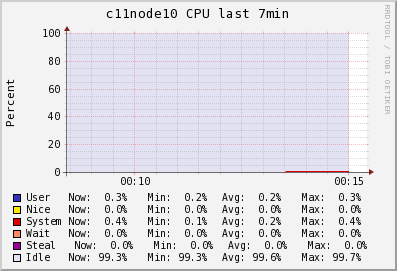 c11node10 CPU last 7min
RRDTOOL / TOBI OETIKER
Percent
100
80
60
40
20
0
00:10 00:15
User Now: 0.3% Min: 0.2% Avg: 0.2% Max: 0.3%
Nice Now: 0.0% Min: 0.0% Avg: 0.0% Max: 0.0%
System Now: 0.4% Min: 0.1% Avg: 0.2% Max: 0.4%
Wait Now: 0.0% Min: 0.0% Avg: 0.0% Max: 0.0%
Steal Now: 0.0% Min: 0.0% Avg: 0.0% Max: 0.0%
Idle Now: 99.3% Min: 99.3% Avg: 99.6% Max: 99.7%